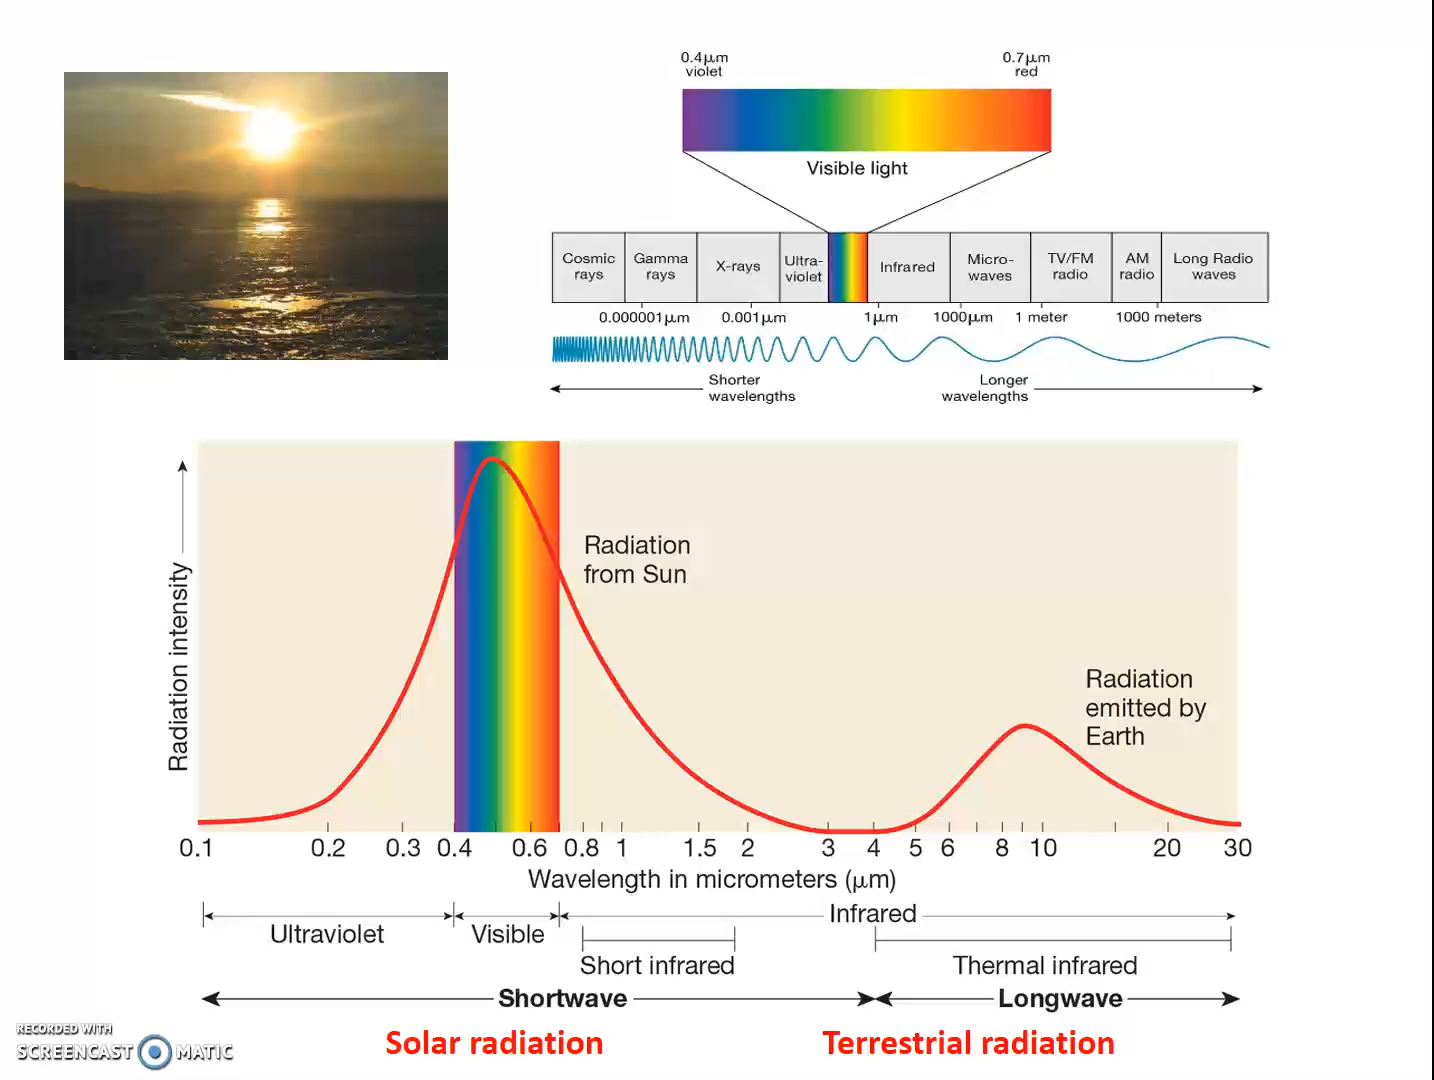 0.4μm
violet
0.7μm
red
Visible light
Cosmic
rays
Gamma
rays
X-rays
Ultra-
violet
Infrared
Micro-
waves
TV/FM
radio
AM
radio
Long Radio
waves
0.000001μm 0.001μm 1μm 1000μm 1 meter 1000 meters
Shorter
wavelengths
Longer
wavelengths
Radiation intensity
Radiation
from Sun
Radiation
emitted by
Earth
0.1 0.2 0.3 0.4 0.6 0.8 1 1.5 2 3 4 5 6 8 10 20 30
Wavelength in micrometers (μm)
Ultraviolet
Visible
Infrared
Short infrared
Thermal infrared
Shortwave
Longwave
Solar radiation
Terrestrial radiation
RECORDED WITH
SCREENCAST MATIC